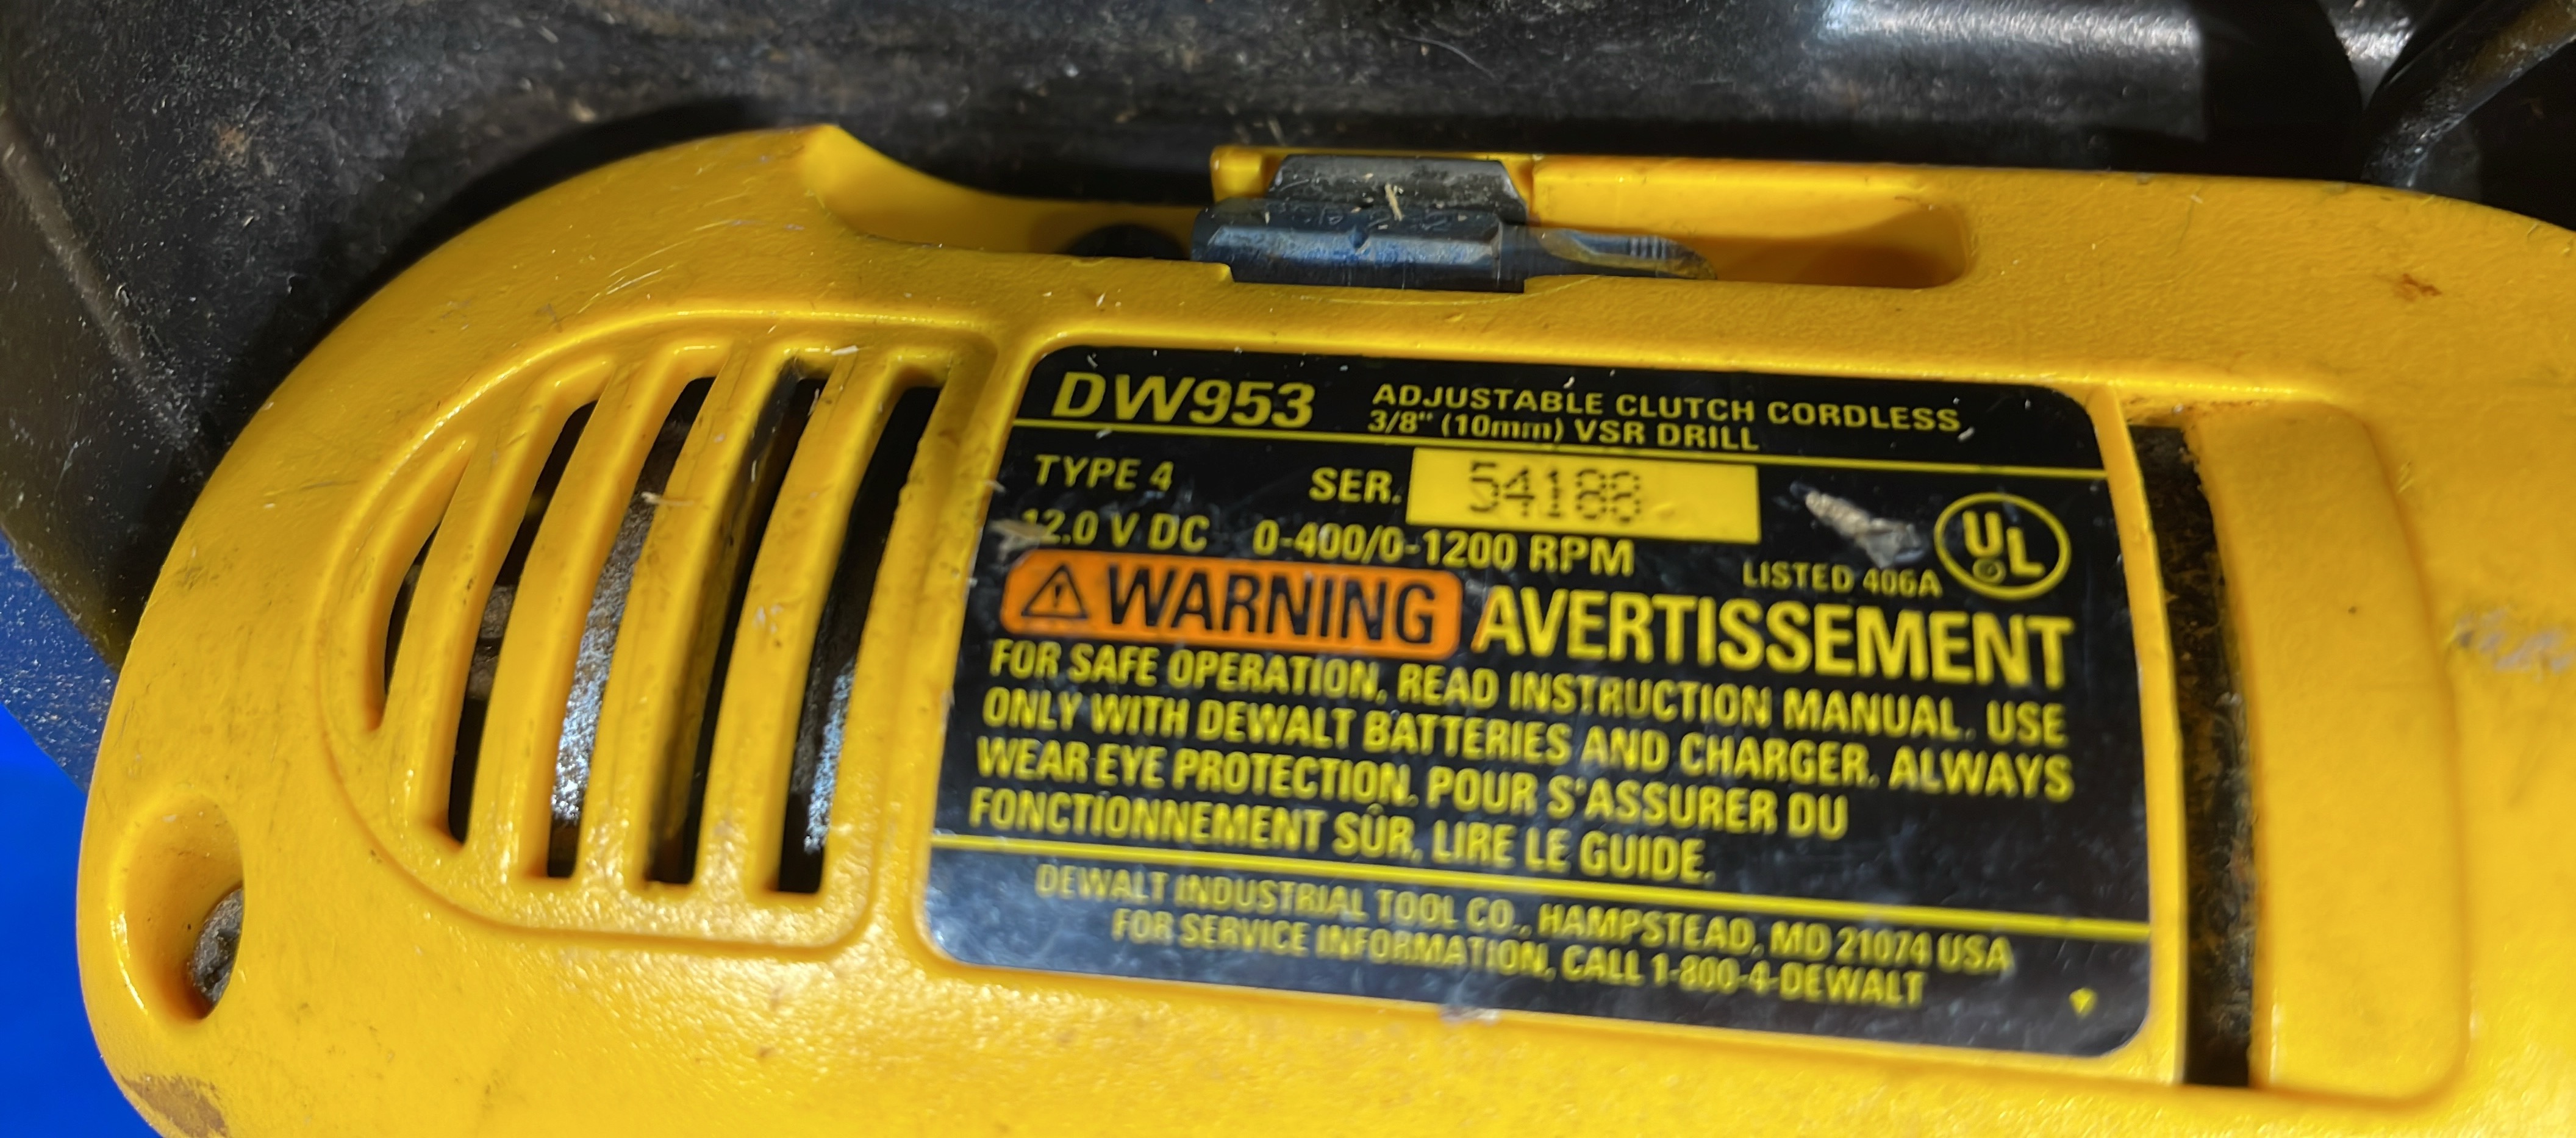 DW953
ADJUSTABLE CLUTCH CORDLESS
3/8" (10mm) VSR DRILL
TYPE 4
SER. 54188
12.0 V DC 0-400/0-1200 RPM
LISTED 406A
UL
WARNING AVERTISSEMENT
FOR SAFE OPERATION, READ INSTRUCTION MANUAL. USE
ONLY WITH DEWALT BATTERIES AND CHARGER. ALWAYS
WEAR EYE PROTECTION. POUR S'ASSURER DU
FONCTIONNEMENT SÛR, LIRE LE GUIDE.
DEWALT INDUSTRIAL TOOL CO., HAMPSTEAD, MD 21074 USA
FOR SERVICE INFORMATION, CALL 1-800-4-DEWALT